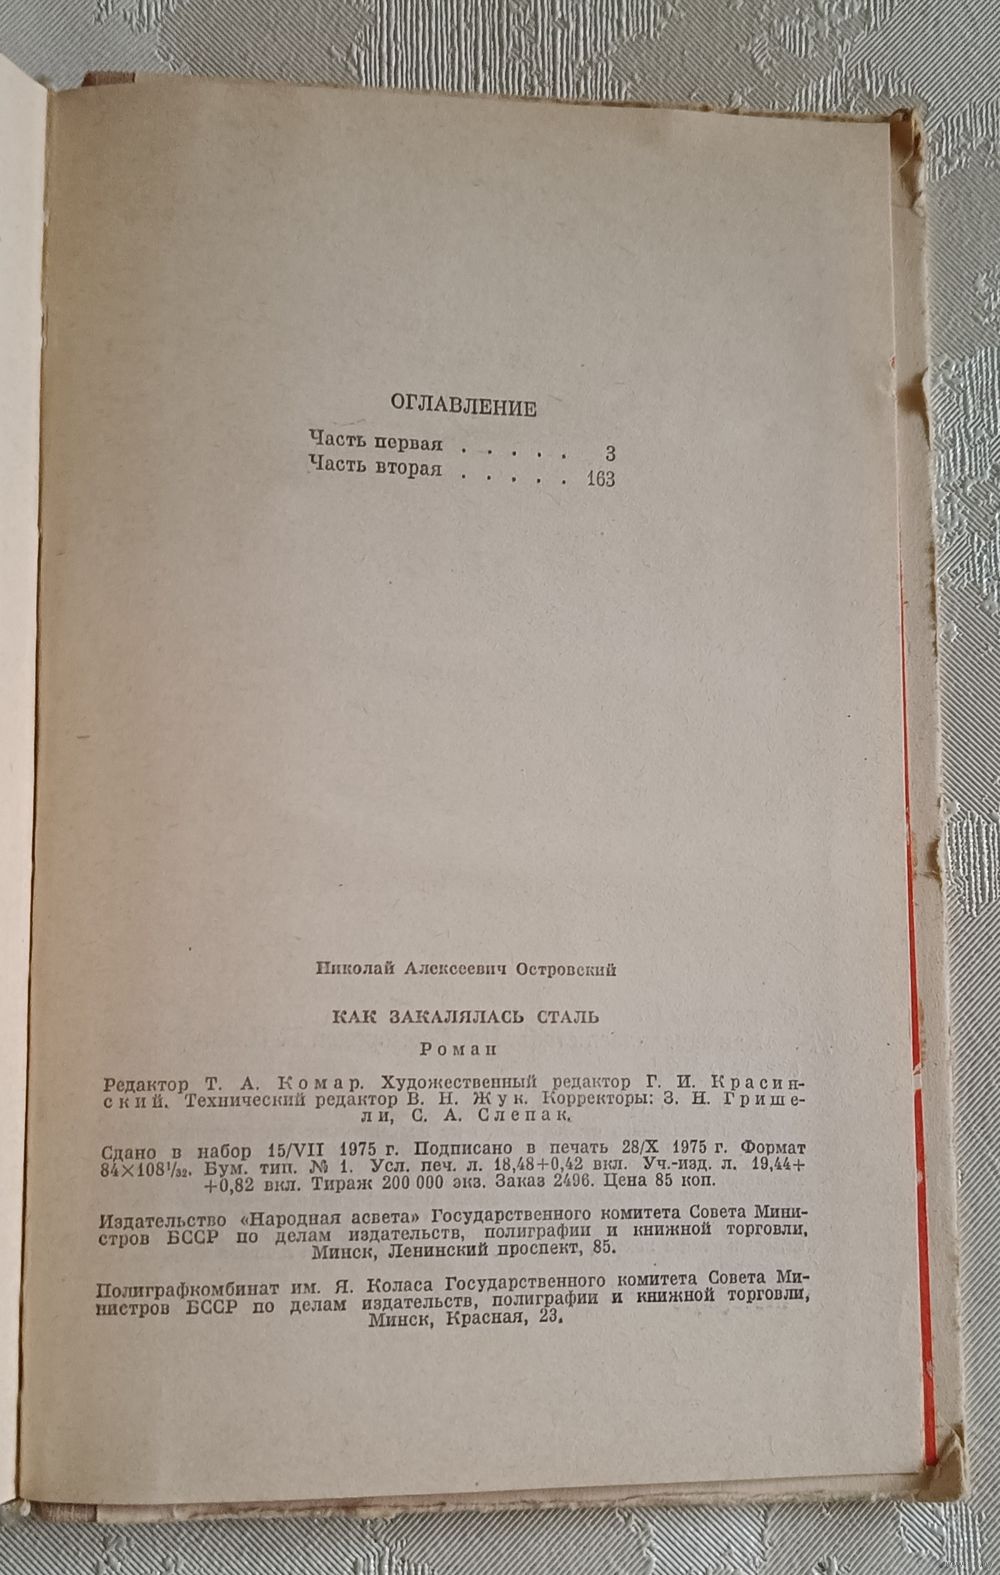 ОГЛАВЛЕНИЕ
Часть первая . . . . . 3
Часть вторая . . . . . 163
Николай Алексеевич Островский
КАК ЗАКАЛЯЛАСЬ СТАЛЬ
Роман
Редактор Т. А. Комар. Художественный редактор Г. И. Красин-
ский. Технический редактор В. Н. Жук. Корректоры: З. Н. Грише-
ли, С. А. Слепак.
Сдано в набор 15/VII 1975 г. Подписано в печать 28/X 1975 г. Формат
84×108¹/₃₂. Бум. тип. № 1. Усл. печ. л. 18,48+0,42 вкл. Уч.-изд. л. 19,44+
+0,82 вкл. Тираж 200 000 экз. Заказ 2496. Цена 85 коп.
Издательство «Народная асвета» Государственного комитета Совета Мини-
стров БССР по делам издательств, полиграфии и книжной торговли,
Минск, Ленинский проспект, 85.
Полиграфкомбинат им. Я. Коласа Государственного комитета Совета Ми-
нистров БССР по делам издательств, полиграфии и книжной торговли,
Минск, Красная, 23.